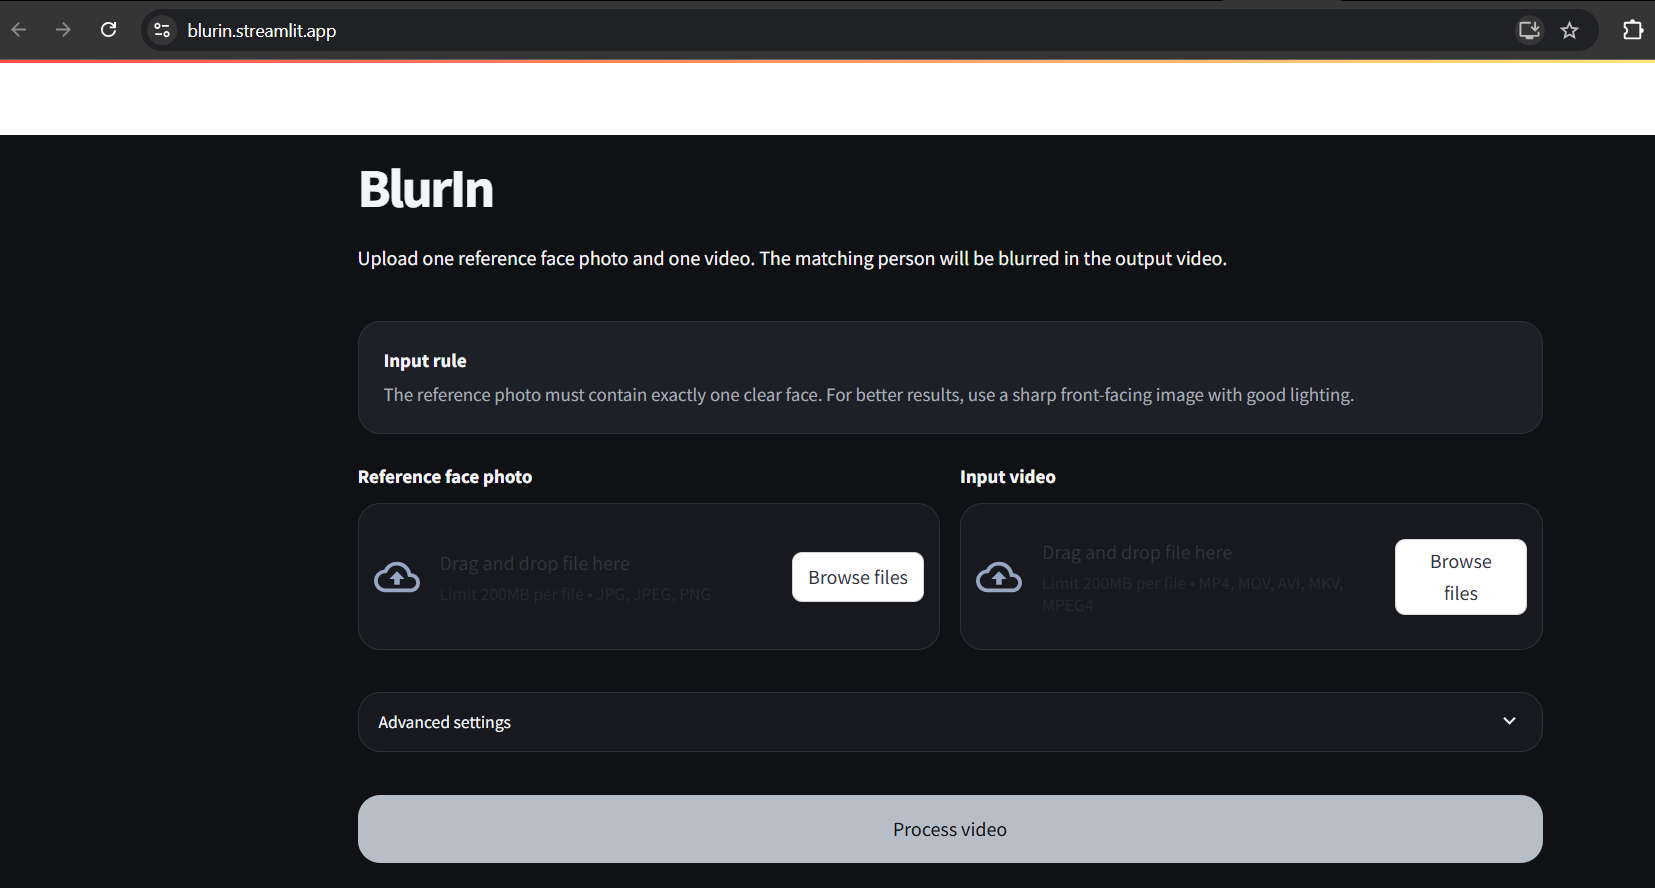 blurin.streamlit.app
BlurIn
Upload one reference face photo and one video. The matching person will be blurred in the output video.
Input rule
The reference photo must contain exactly one clear face. For better results, use a sharp front-facing image with good lighting.
Reference face photo
Drag and drop file here
Limit 200MB per file • JPG, JPEG, PNG
Browse files
Input video
Drag and drop file here
Limit 200MB per file • MP4, MOV, AVI, MKV,
MPEG4
Browse
files
Advanced settings
Process video